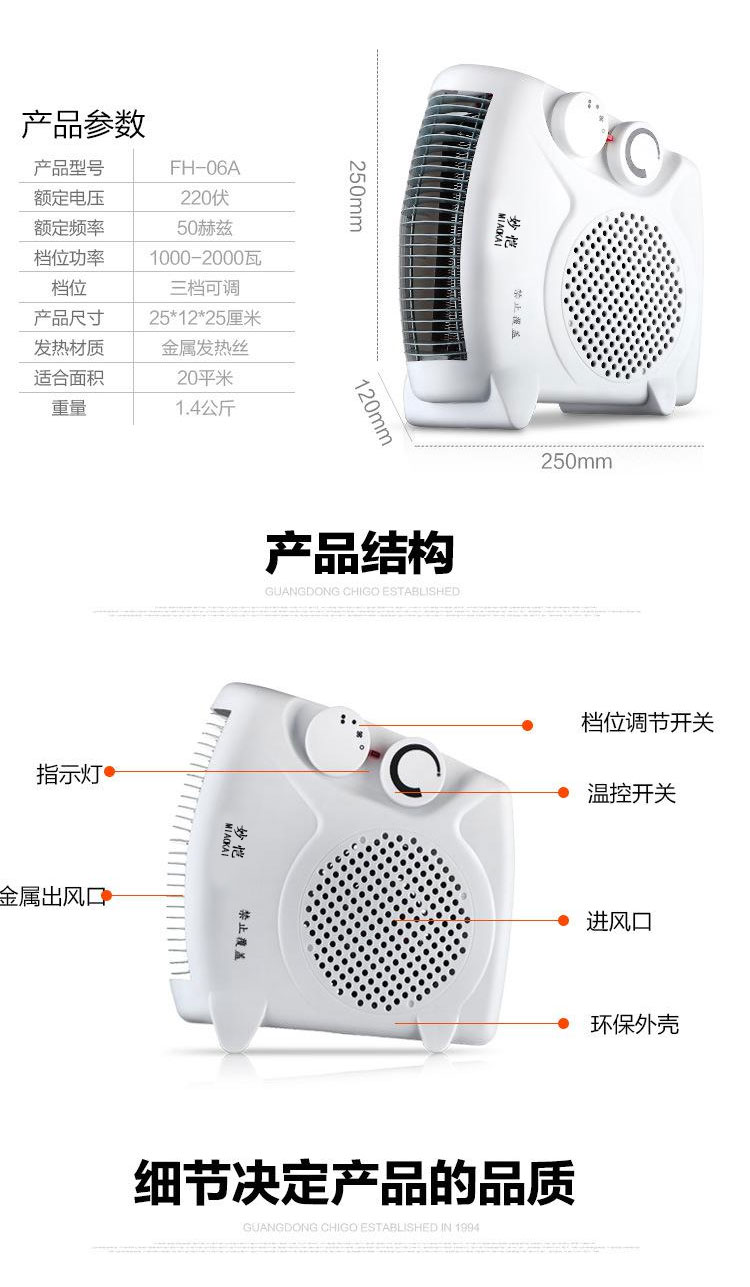 产品参数
产品型号 FH-06A
额定电压 220伏
额定频率 50赫兹
档位功率 1000-2000瓦
档位 三档可调
产品尺寸 25*12*25厘米
发热材质 金属发热丝
适合面积 20平米
重量 1.4公斤
250mm
120mm
250mm
妙恺
MIAOKAI
禁止覆盖
产品结构
GUANGDONG CHIGO ESTABLISHED
档位调节开关
指示灯
温控开关
妙恺
MIAOKAI
金属出风口
禁止覆盖
进风口
环保外壳
细节决定产品的品质
GUANGDONG CHIGO ESTABLISHED IN 1994